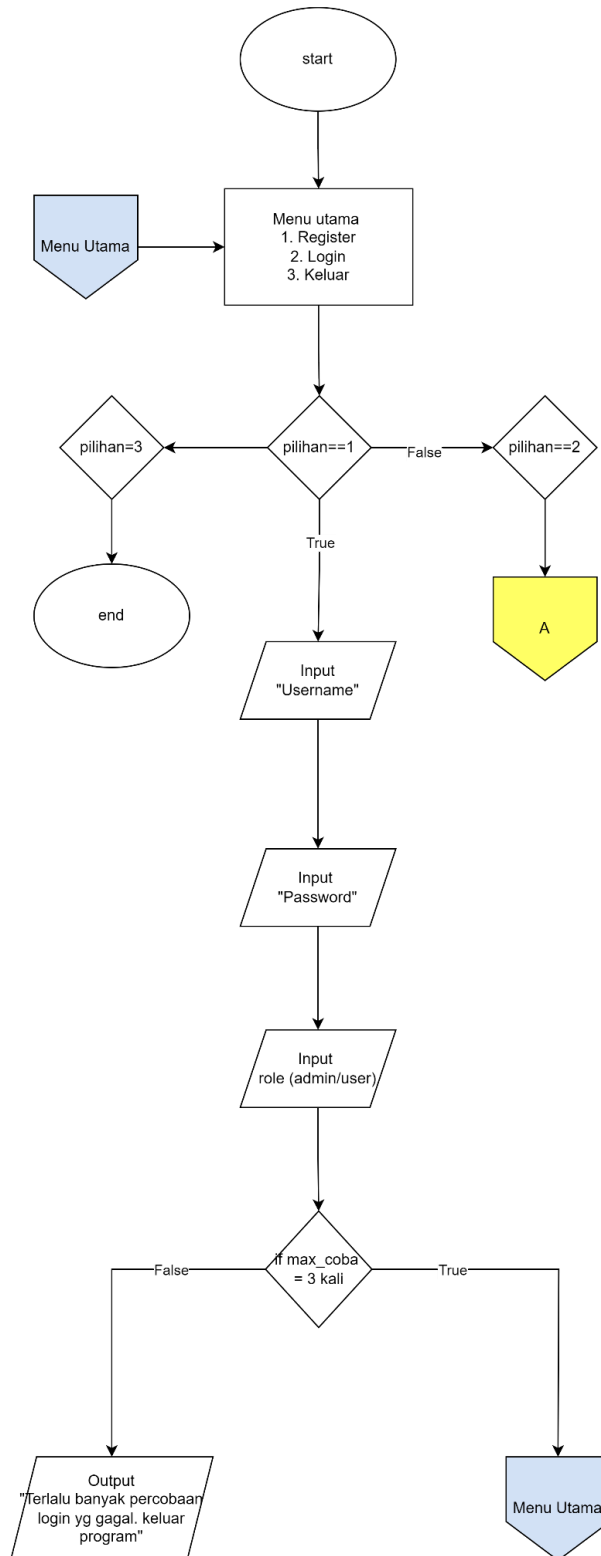 start
Menu Utama
Menu utama
1. Register
2. Login
3. Keluar
pilihan=3
pilihan==1
False
pilihan==2
True
end
A
Input
"Username"
Input
"Password"
Input
role (admin/user)
if max_coba
= 3 kali
False
True
Output
"Terlalu banyak percobaan
login yg gagal. keluar
program"
Menu Utama